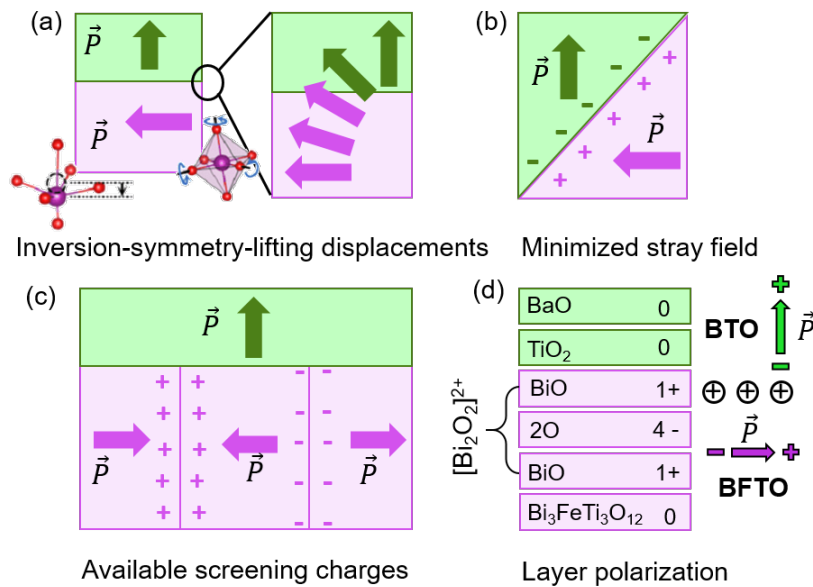 (a)
P⃗
P⃗
Inversion-symmetry-lifting displacements
(b)
- - - - -
+ + + + +
P⃗
P⃗
Minimized stray field
(c)
P⃗
+ + - -
+ + - -
+ + - -
+ + - -
+ + - -
P⃗
P⃗
P⃗
Available screening charges
(d)
BaO 0
TiO₂ 0
BiO 1+
2O 4 -
BiO 1+
Bi₃FeTi₃O₁₂ 0
[Bi₂O₂]²⁺
+
BTO
P⃗
-
⊕ ⊕ ⊕
P⃗
- +
BFTO
Layer polarization